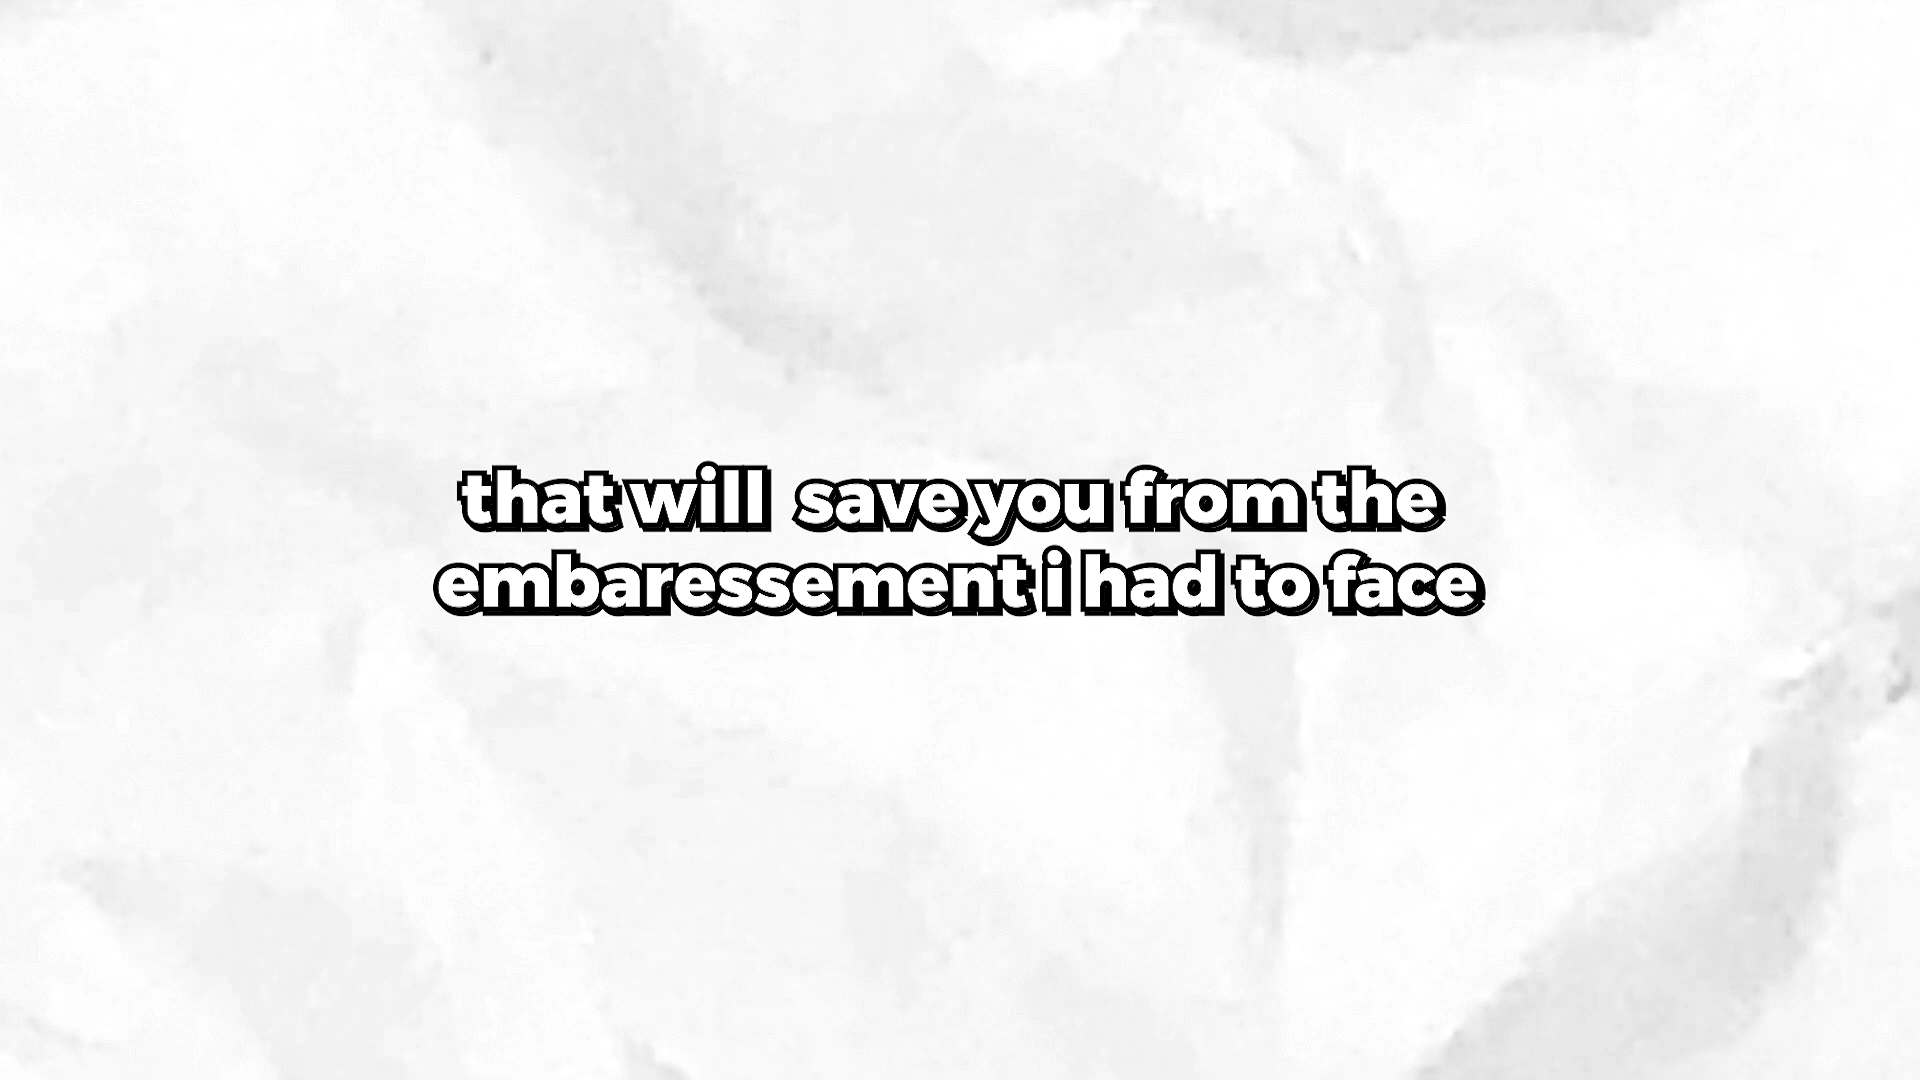 that will  save you from the
embaressement i had to face